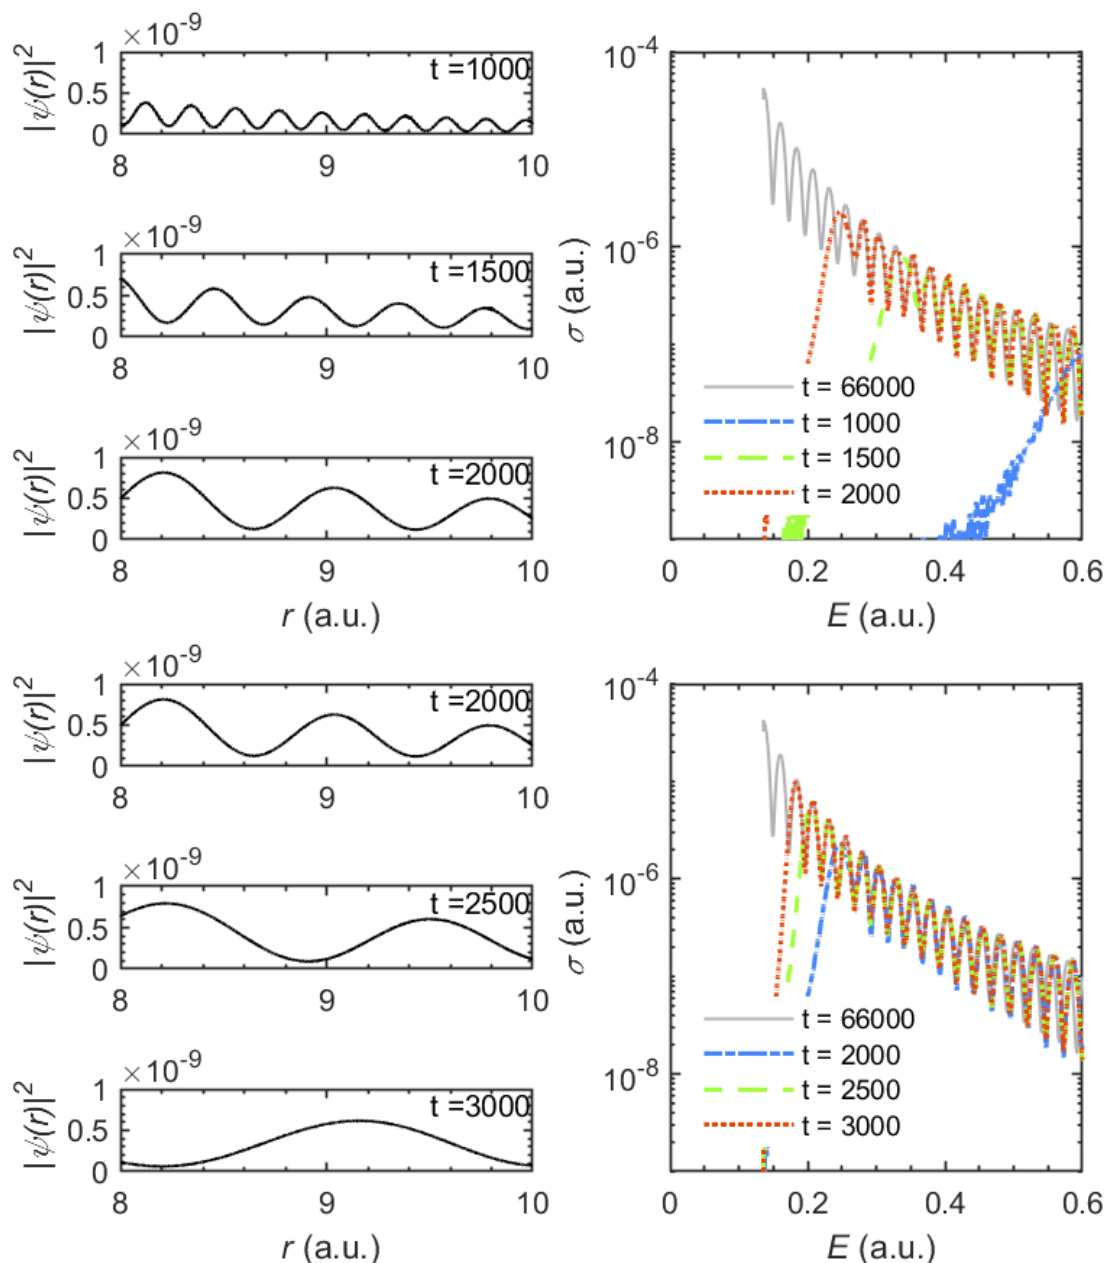 ×10⁻⁹
|ψ(r)|²
1
0.5
0
t =1000
8 9 10
×10⁻⁹
|ψ(r)|²
1
0.5
0
t =1500
8 9 10
×10⁻⁹
|ψ(r)|²
1
0.5
0
t =2000
8 9 10
r (a.u.)
10⁻⁴
10⁻⁶
10⁻⁸
σ (a.u.)
t = 66000
t = 1000
t = 1500
t = 2000
0 0.2 0.4 0.6
E (a.u.)
×10⁻⁹
|ψ(r)|²
1
0.5
0
t =2000
8 9 10
×10⁻⁹
|ψ(r)|²
1
0.5
0
t =2500
8 9 10
×10⁻⁹
|ψ(r)|²
1
0.5
0
t =3000
8 9 10
r (a.u.)
10⁻⁴
10⁻⁶
10⁻⁸
σ (a.u.)
t = 66000
t = 2000
t = 2500
t = 3000
0 0.2 0.4 0.6
E (a.u.)